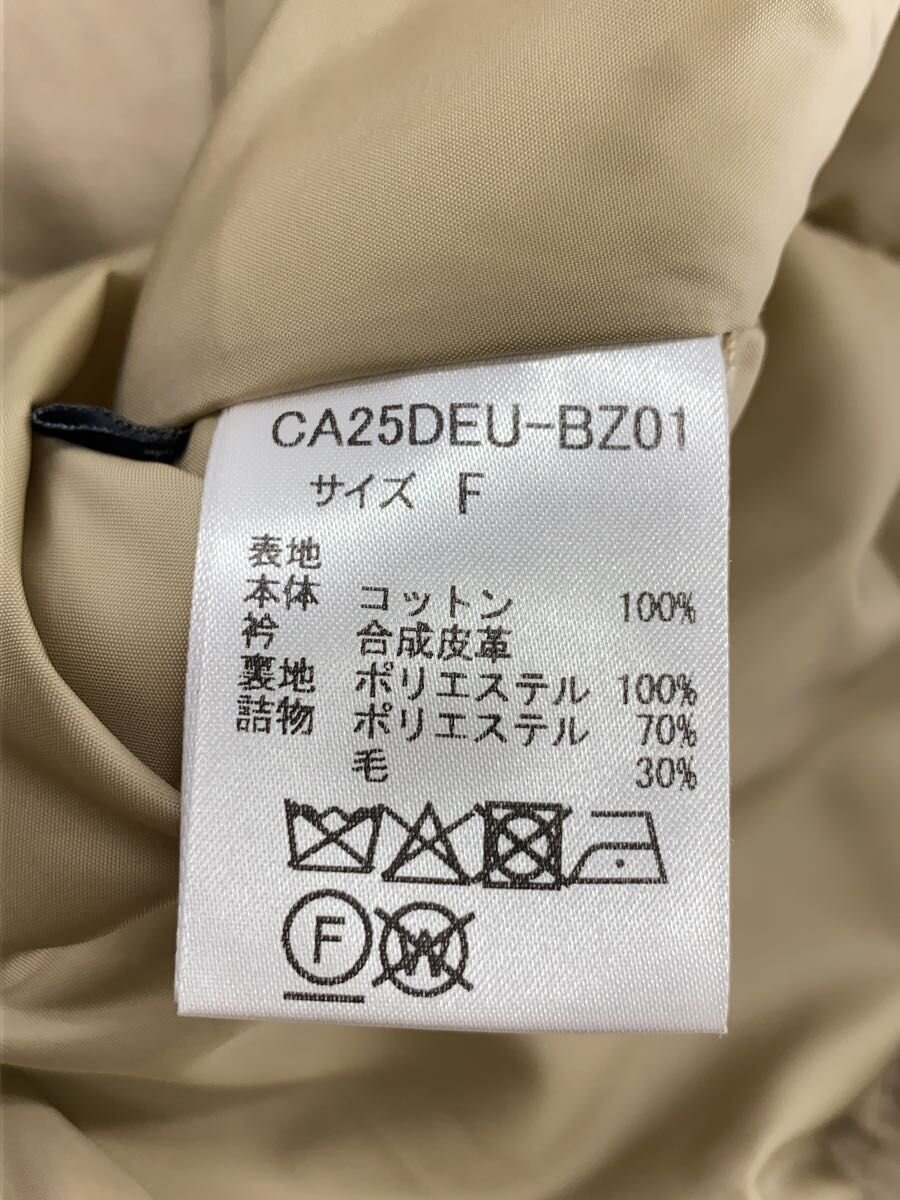 CA25DEU-BZ01
サイズ F
表地
本体 コットン 100%
衿 合成皮革
裏地 ポリエステル 100%
詰物 ポリエステル 70%
毛 30%
F W